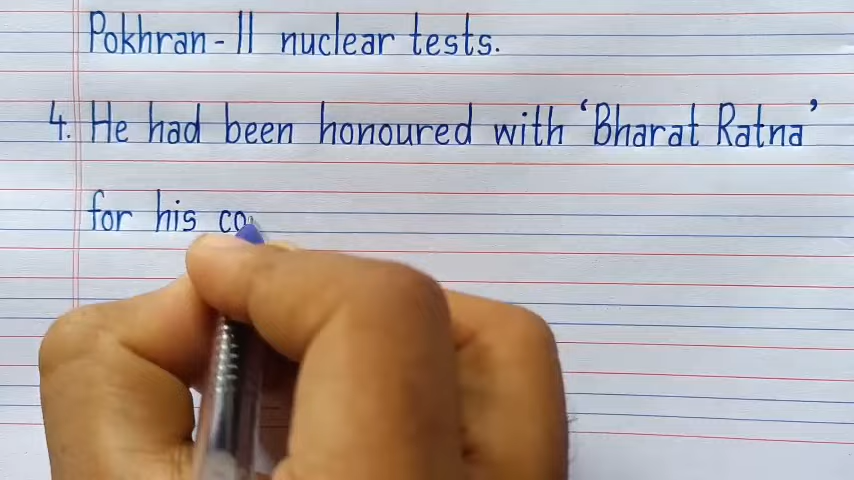 Pokhran-II nuclear tests.
4. He had been honoured with ‘Bharat Ratna’
for his co